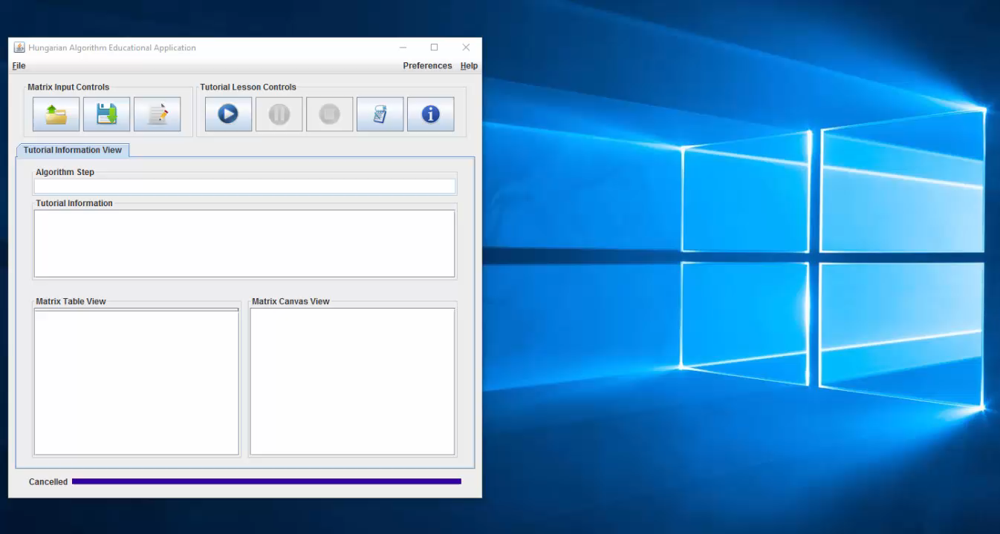 Hungarian Algorithm Educational Application
File Preferences Help
Matrix Input Controls Tutorial Lesson Controls
Tutorial Information View
Algorithm Step
Tutorial Information
Matrix Table View Matrix Canvas View
Cancelled